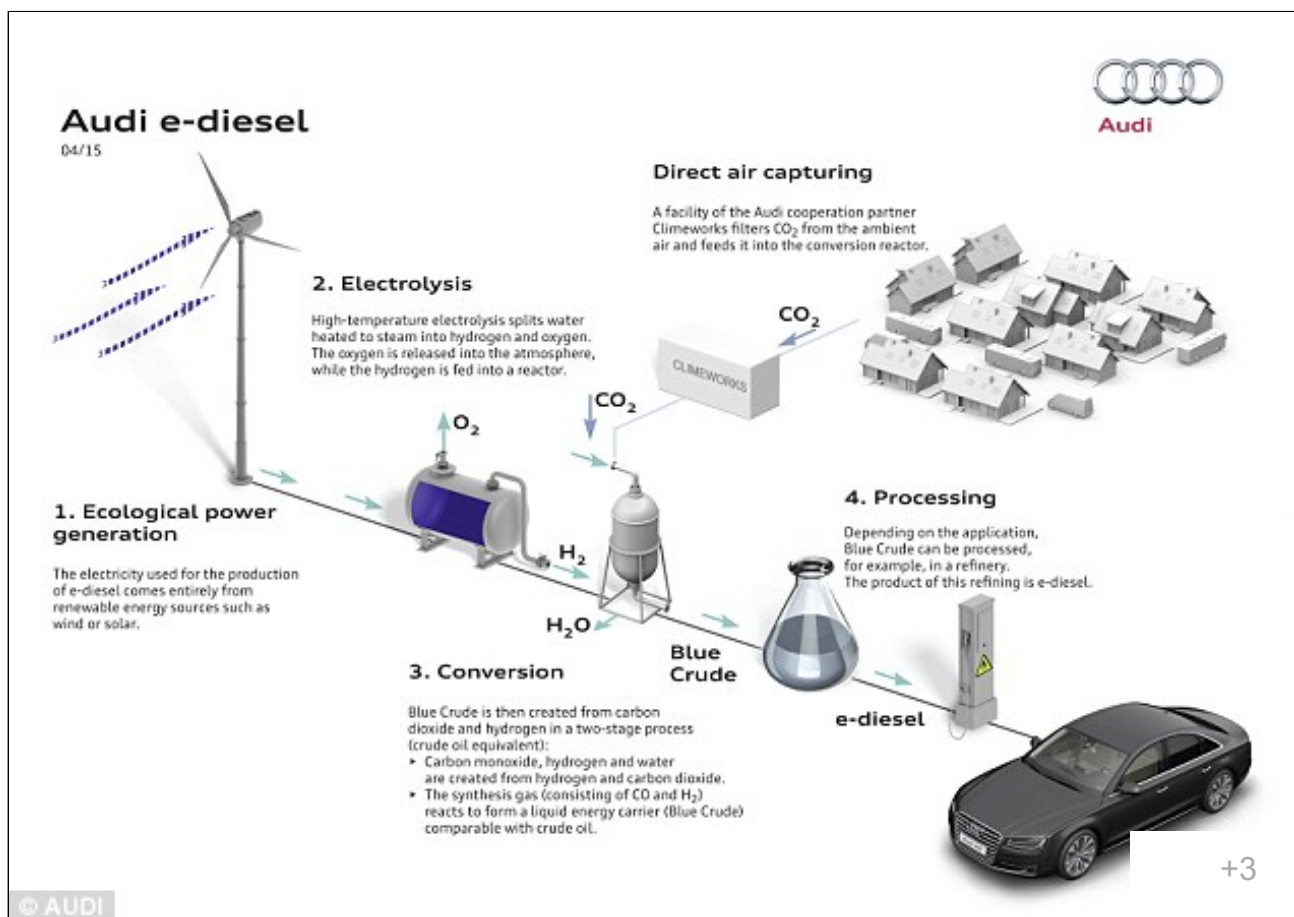 Audi e-diesel
04/15
Audi
Direct air capturing
A facility of the Audi cooperation partner
Climeworks filters CO₂ from the ambient
air and feeds it into the conversion reactor.
2. Electrolysis
High-temperature electrolysis splits water
heated to steam into hydrogen and oxygen.
The oxygen is released into the atmosphere,
while the hydrogen is fed into a reactor.
CO₂
CLIMEWORKS
CO₂
O₂
1. Ecological power
generation
The electricity used for the production
of e-diesel comes entirely from
renewable energy sources such as
wind or solar.
4. Processing
Depending on the application,
Blue Crude can be processed,
for example, in a refinery.
The product of this refining is e-diesel.
H₂
H₂O
Blue
Crude
3. Conversion
Blue Crude is then created from carbon
dioxide and hydrogen in a two-stage process
(crude oil equivalent):
▸ Carbon monoxide, hydrogen and water
are created from hydrogen and carbon dioxide.
▸ The synthesis gas (consisting of CO and H₂)
reacts to form a liquid energy carrier (Blue Crude)
comparable with crude oil.
e-diesel
+3
© AUDI